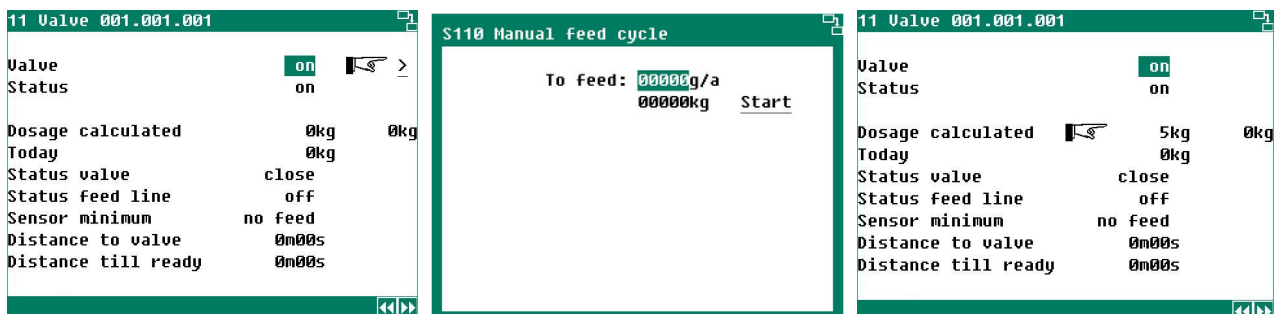 11 Valve 001.001.001
Valve on >
Status on
Dosage calculated 0kg 0kg
Today 0kg
Status valve close
Status feed line off
Sensor minimum no feed
Distance to valve 0m00s
Distance till ready 0m00s
S110 Manual feed cycle
To feed: 00000g/a
00000kg Start
11 Valve 001.001.001
Valve on
Status on
Dosage calculated 5kg 0kg
Today 0kg
Status valve close
Status feed line off
Sensor minimum no feed
Distance to valve 0m00s
Distance till ready 0m00s